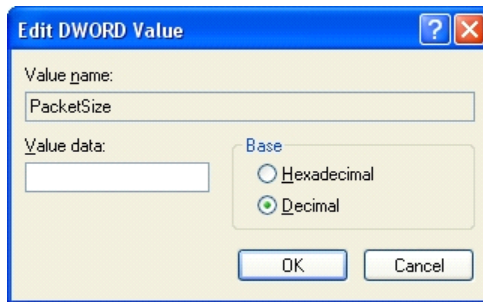 Edit DWORD Value
Value name:
PacketSize
Value data:
Base
Hexadecimal
Decimal
OK
Cancel